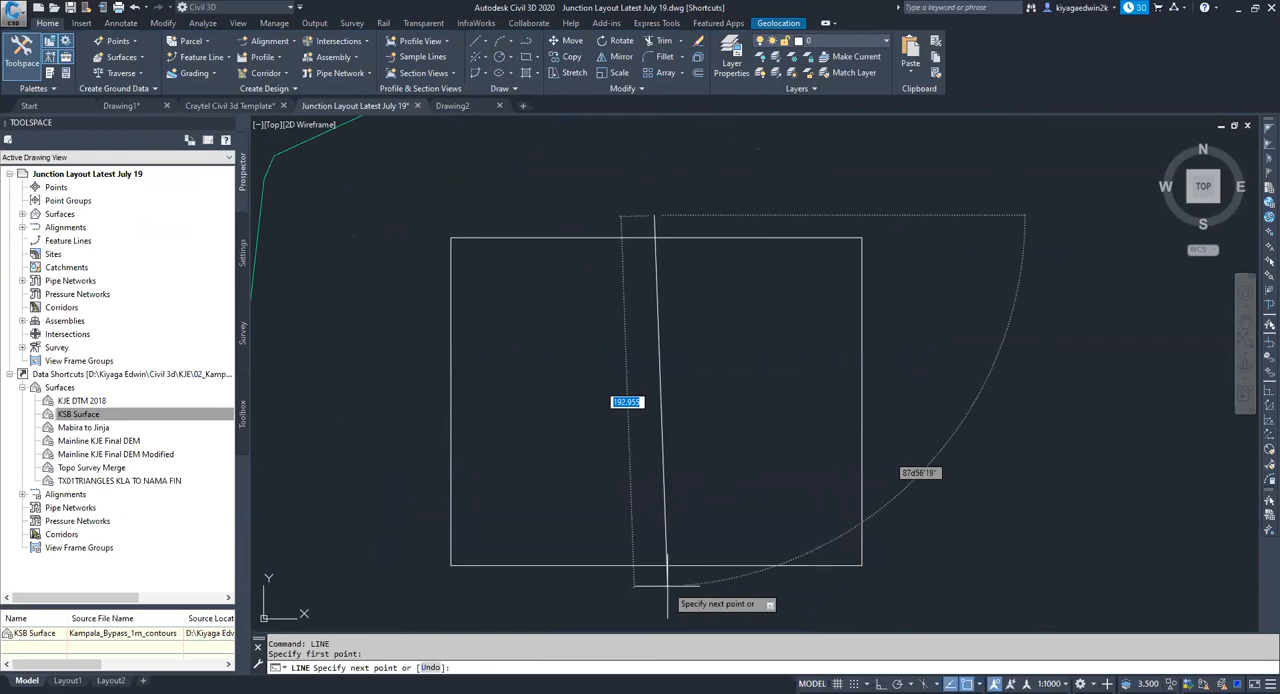 Civil 3D
Autodesk Civil 3D 2020 Junction Layout Latest July 19.dwg [Shortcuts]
Type a keyword or phrase
kiyagaedwin2k
30
C3D
Home Insert Annotate Modify Analyze View Manage Output Survey Rail Transparent InfraWorks Collaborate Help Add-ins Express Tools Featured Apps Geolocation
Toolspace
Points
Surfaces
Traverse
Parcel
Feature Line
Grading
Alignment
Profile
Corridor
Intersections
Assembly
Pipe Network
Profile View
Sample Lines
Section Views
Move Rotate Trim
Copy Mirror Fillet
Stretch Scale Array
Layer
Properties
0
Make Current
Match Layer
Paste
Palettes Create Ground Data Create Design Profile & Section Views Draw Modify Layers Clipboard
Start Drawing1* Craytel Civil 3d Template* Junction Layout Latest July 19* Drawing2
TOOLSPACE
Active Drawing View
Junction Layout Latest July 19
Points
Point Groups
Surfaces
Alignments
Feature Lines
Sites
Catchments
Pipe Networks
Pressure Networks
Corridors
Assemblies
Intersections
Survey
View Frame Groups
Data Shortcuts [D:\Kiyaga Edwin\Civil 3d\KJE\02_Kamp...
Surfaces
KJE DTM 2018
KSB Surface
Mabira to Jinja
Mainline KJE Final DEM
Mainline KJE Final DEM Modified
Topo Survey Merge
TX01TRIANGLES KLA TO NAMA FIN
Alignments
Pipe Networks
Pressure Networks
Corridors
View Frame Groups
Name Source File Name Source Locat
KSB Surface Kampala_Bypass_1m_contours D:\Kiyaga Edwi
Prospector
Settings
Survey
Toolbox
[−][Top][2D Wireframe]
N
W TOP E
S
WCS
192.955
87d56'19"
Specify next point or
Y
X
Command: LINE
Specify first point:
LINE Specify next point or [Undo]:
Model Layout1 Layout2 +
MODEL 1:1000 3.500